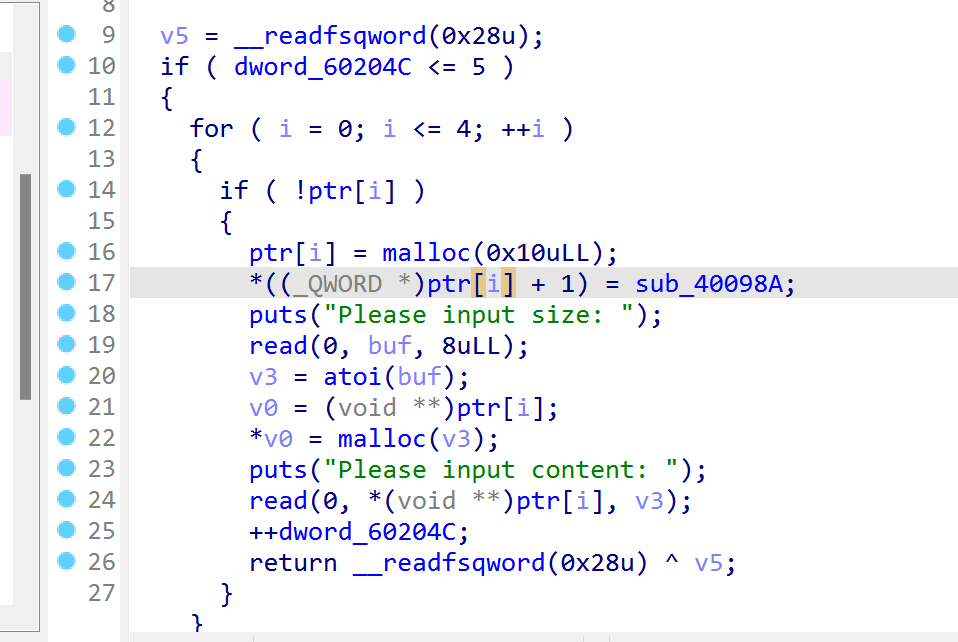 8
9 v5 = __readfsqword(0x28u);
10 if ( dword_60204C <= 5 )
11 {
12 for ( i = 0; i <= 4; ++i )
13 {
14 if ( !ptr[i] )
15 {
16 ptr[i] = malloc(0x10uLL);
17 *((_QWORD *)ptr[i] + 1) = sub_40098A;
18 puts("Please input size: ");
19 read(0, buf, 8uLL);
20 v3 = atoi(buf);
21 v0 = (void **)ptr[i];
22 *v0 = malloc(v3);
23 puts("Please input content: ");
24 read(0, *(void **)ptr[i], v3);
25 ++dword_60204C;
26 return __readfsqword(0x28u) ^ v5;
27 }
}